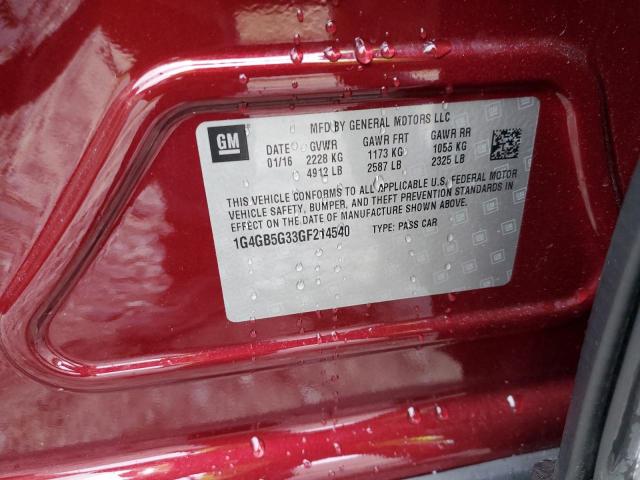 MFD BY GENERAL MOTORS LLC
GM
DATE GVWR GAWR FRT GAWR RR
01/16 2228 KG 1173 KG 1055 KG
4912 LB 2587 LB 2325 LB
THIS VEHICLE CONFORMS TO ALL APPLICABLE U.S. FEDERAL MOTOR
VEHICLE SAFETY, BUMPER, AND THEFT PREVENTION STANDARDS IN
EFFECT ON THE DATE OF MANUFACTURE SHOWN ABOVE.
1G4GB5G33GF214540 TYPE: PASS CAR